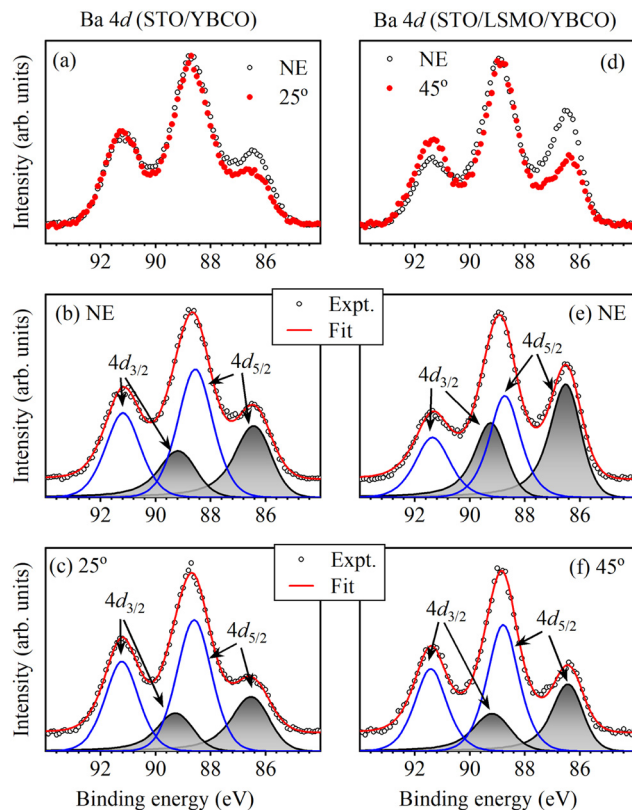 Ba 4d (STO/YBCO)
Ba 4d (STO/LSMO/YBCO)
(a)
NE
25°
Intensity (arb. units)
92 90 88 86
(d)
NE
45°
92 90 88 86
(b) NE
Expt.
Fit
4d3/2
4d5/2
Intensity (arb. units)
92 90 88 86
(e) NE
4d3/2
4d5/2
92 90 88 86
(c) 25°
Expt.
Fit
4d3/2
4d5/2
Intensity (arb. units)
92 90 88 86
Binding energy (eV)
(f) 45°
Expt.
Fit
4d3/2
4d5/2
92 90 88 86
Binding energy (eV)